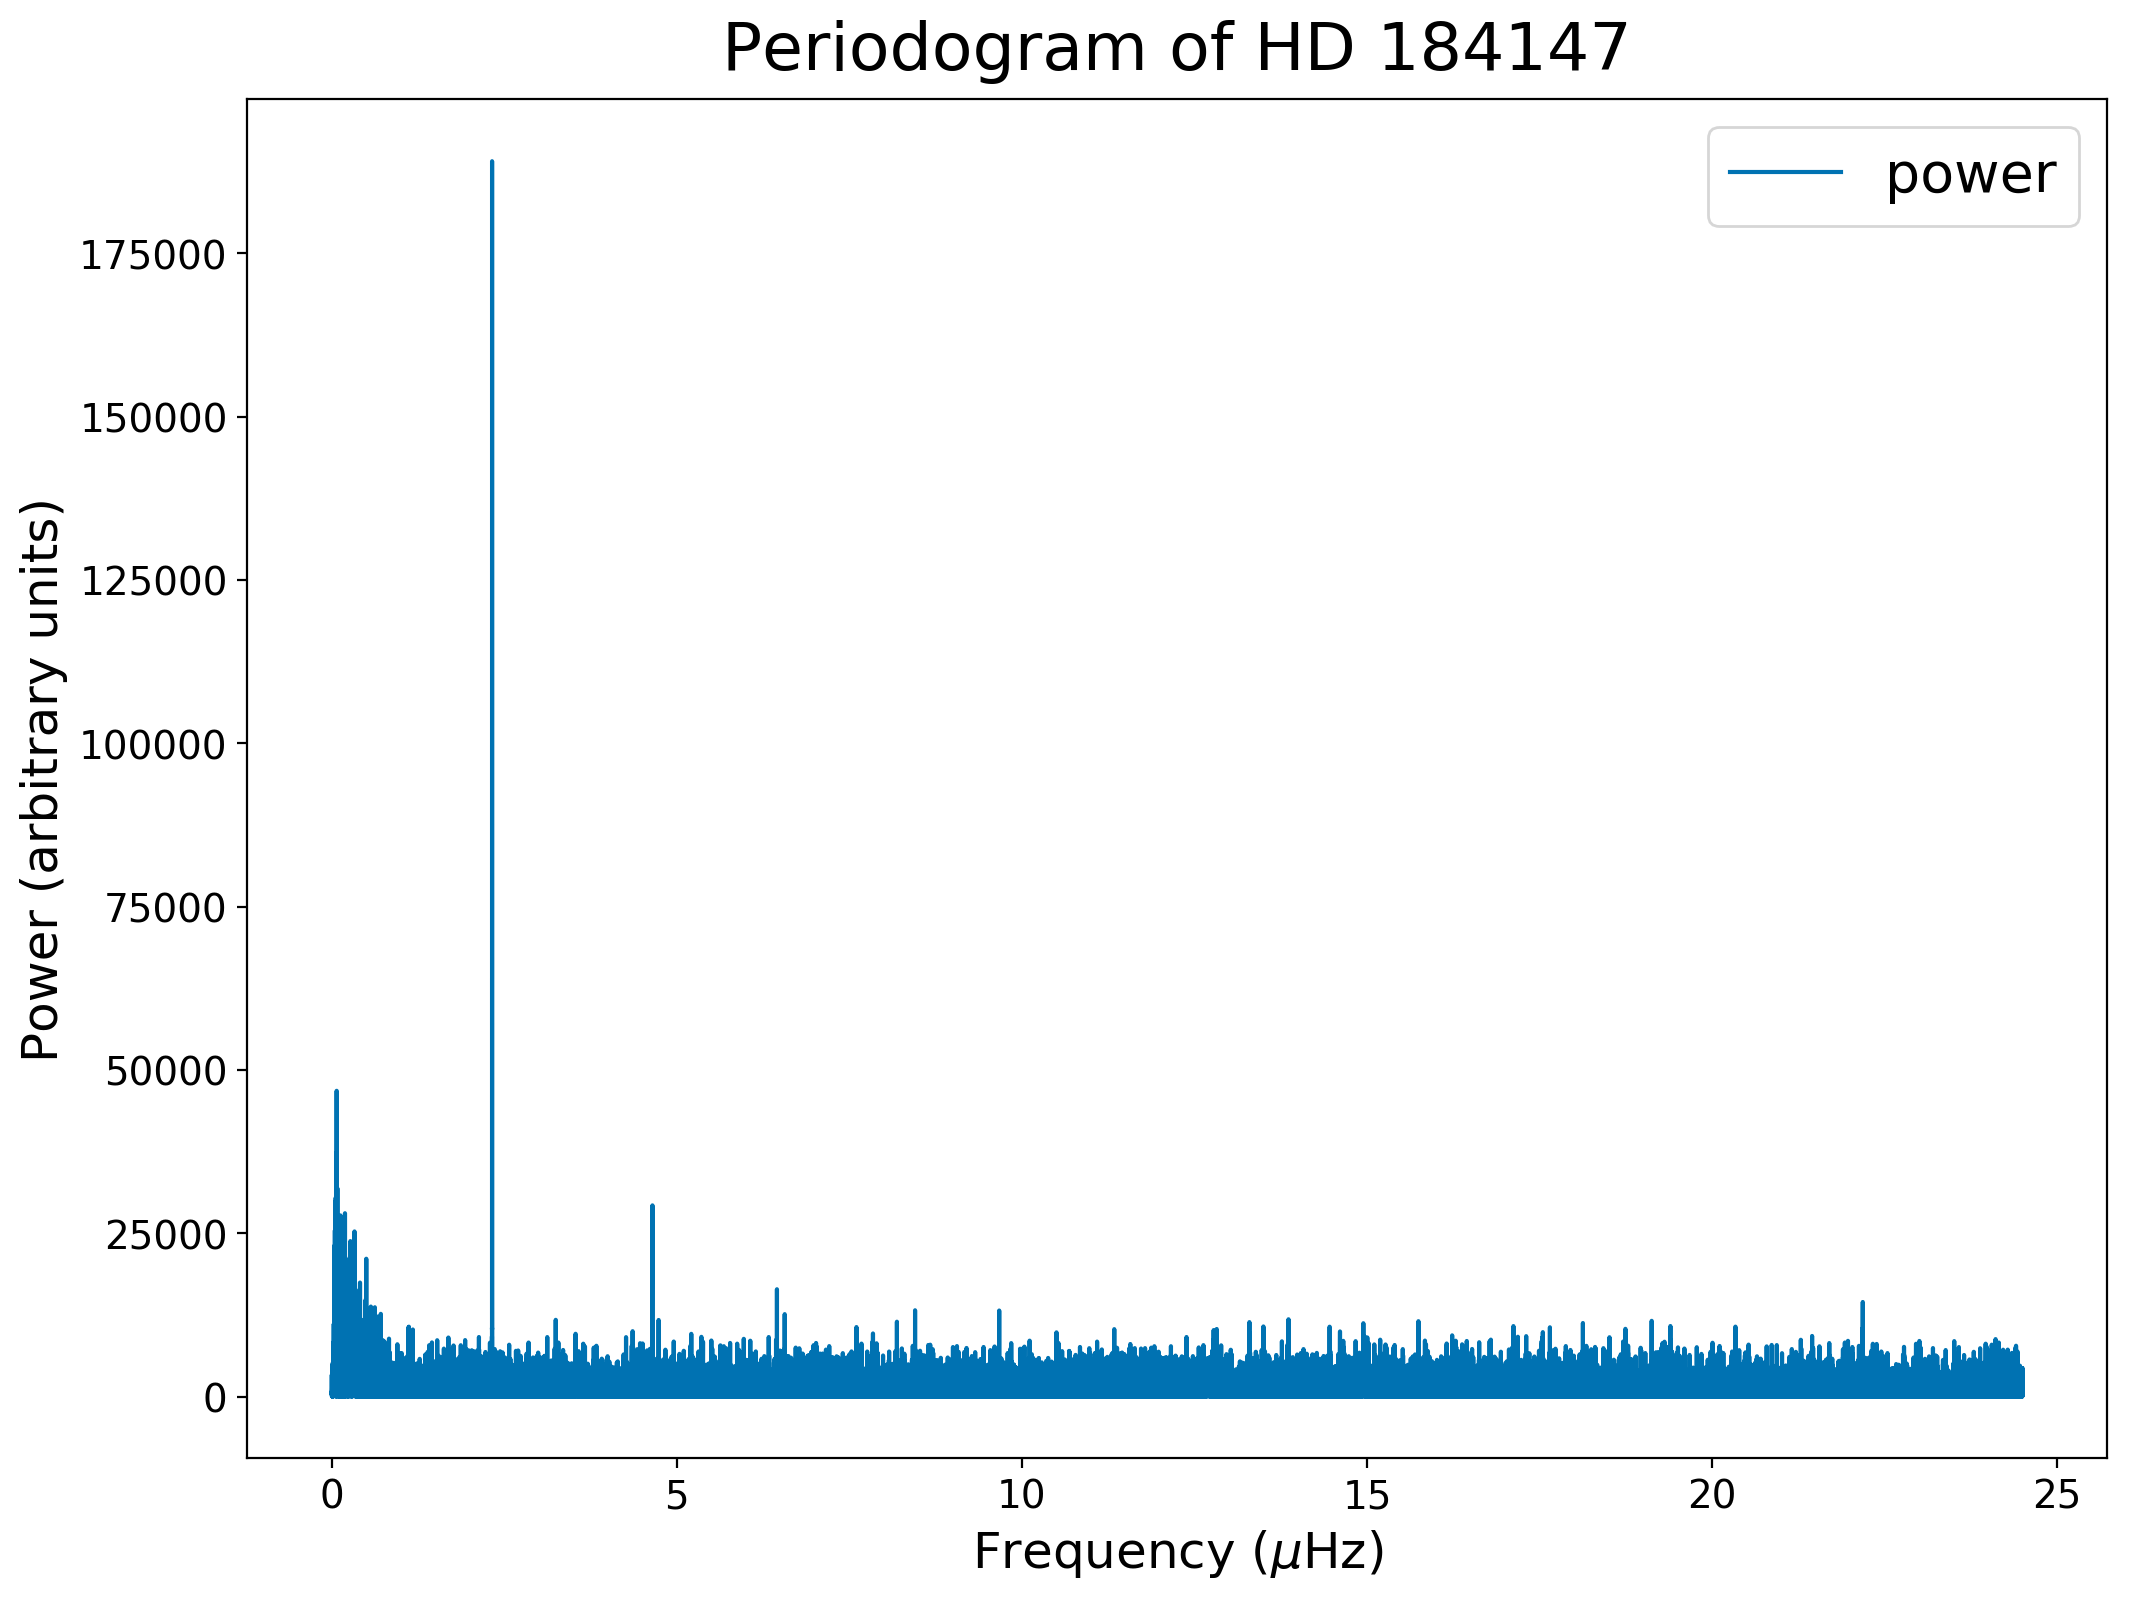 Periodogram of HD 184147
power
Power (arbitrary units)
175000
150000
125000
100000
75000
50000
25000
0
0 5 10 15 20 25
Frequency (μHz)